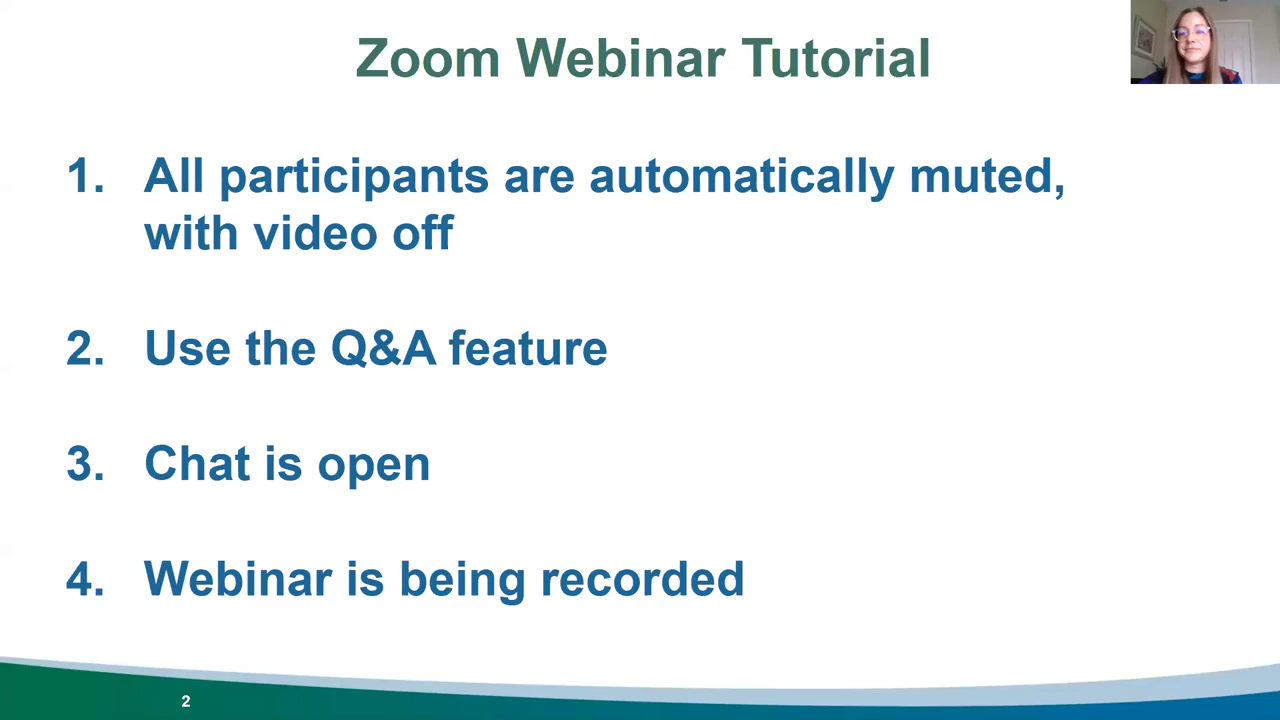 Zoom Webinar Tutorial
1. All participants are automatically muted,
with video off
2. Use the Q&A feature
3. Chat is open
4. Webinar is being recorded
2